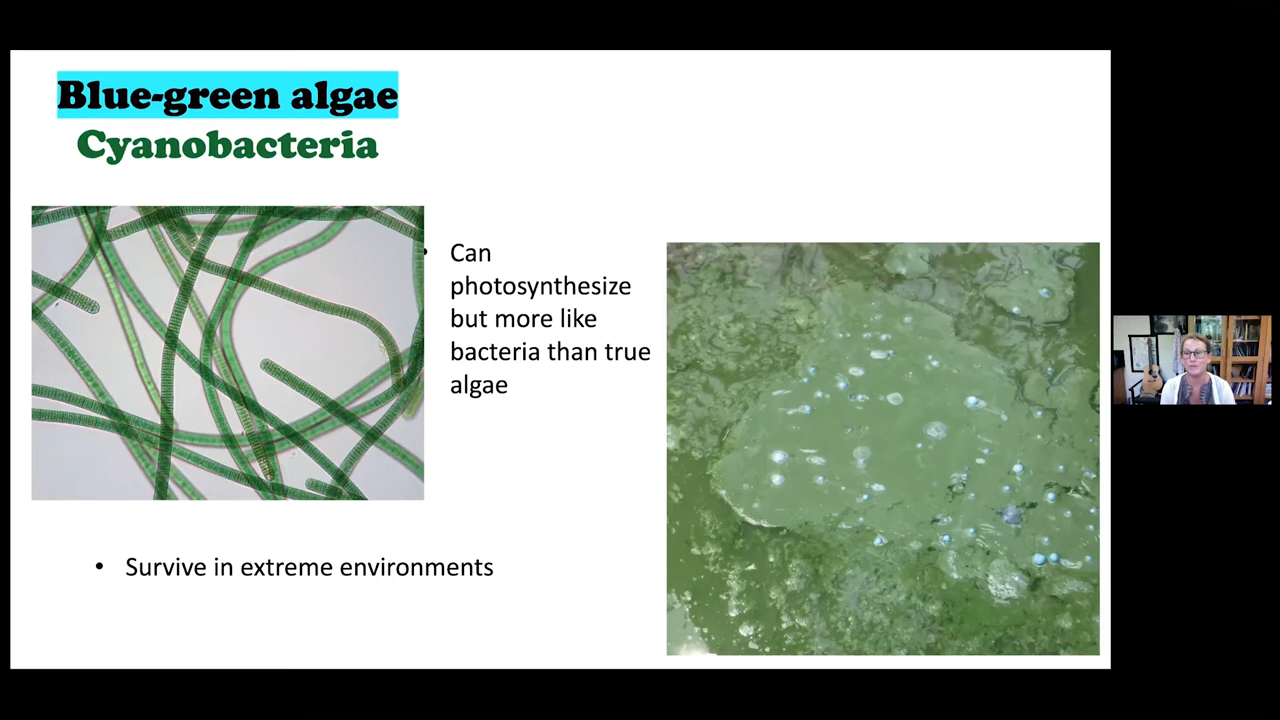 Blue-green algae
Cyanobacteria
• Can
photosynthesize
but more like
bacteria than true
algae
• Survive in extreme environments